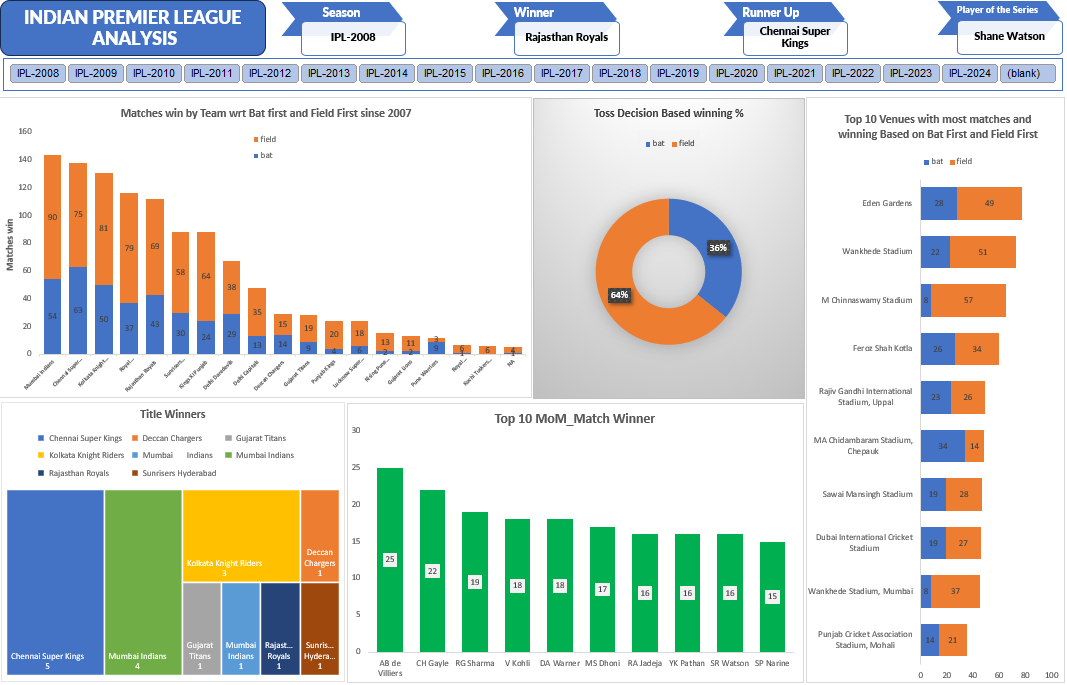 INDIAN PREMIER LEAGUE
ANALYSIS
Season
IPL-2008
Winner
Rajasthan Royals
Runner Up
Chennai Super
Kings
Player of the Series
Shane Watson
IPL-2008 IPL-2009 IPL-2010 IPL-2011 IPL-2012 IPL-2013 IPL-2014 IPL-2015 IPL-2016 IPL-2017 IPL-2018 IPL-2019 IPL-2020 IPL-2021 IPL-2022 IPL-2023 IPL-2024 (blank)
Matches win by Team wrt Bat first and Field First sinse 2007
field
bat
Matches win
160
140
120
100
80
60
40
20
0
90 75 81 79 69 58 64 38 35 15 19 20 18 13 11 3 6 6 4
54 63 50 37 43 30 24 29 13 14 9 4 6 2 2 9 1 1
Mumbai Indians
Chennai Super...
Kolkata Knight...
Royal...
Rajasthan Royals
Sunrisers...
Kings XI Punjab
Delhi Daredevils
Delhi Capitals
Deccan Chargers
Gujarat Titans
Punjab Kings
Lucknow Super...
Rising Pune...
Gujarat Lions
Pune Warriors
Royal...
Kochi Tuskers...
NA
Toss Decision Based winning %
bat field
36%
64%
Top 10 Venues with most matches and
winning Based on Bat First and Field First
bat field
Eden Gardens 28 49
Wankhede Stadium 22 51
M Chinnaswamy Stadium 8 57
Feroz Shah Kotla 26 34
Rajiv Gandhi International
Stadium, Uppal 23 26
MA Chidambaram Stadium,
Chepauk 34 14
Sawai Mansingh Stadium 19 28
Dubai International Cricket
Stadium 19 27
Wankhede Stadium, Mumbai 8 37
Punjab Cricket Association
Stadium, Mohali 14 21
0 20 40 60 80 100
Title Winners
Chennai Super Kings Deccan Chargers Gujarat Titans
Kolkata Knight Riders Mumbai Indians Mumbai Indians
Rajasthan Royals Sunrisers Hyderabad
Chennai Super Kings
5
Mumbai Indians
4
Kolkata Knight Riders
3
Deccan
Chargers
1
Gujarat
Titans
1
Mumbai
Indians
1
Rajast...
Royals
1
Sunris...
Hydera...
1
Top 10 MoM_Match Winner
30
25
20
15
10
5
0
25 22 19 18 18 17 16 16 16 15
AB de
Villiers
CH Gayle
RG Sharma
V Kohli
DA Warner
MS Dhoni
RA Jadeja
YK Pathan
SR Watson
SP Narine